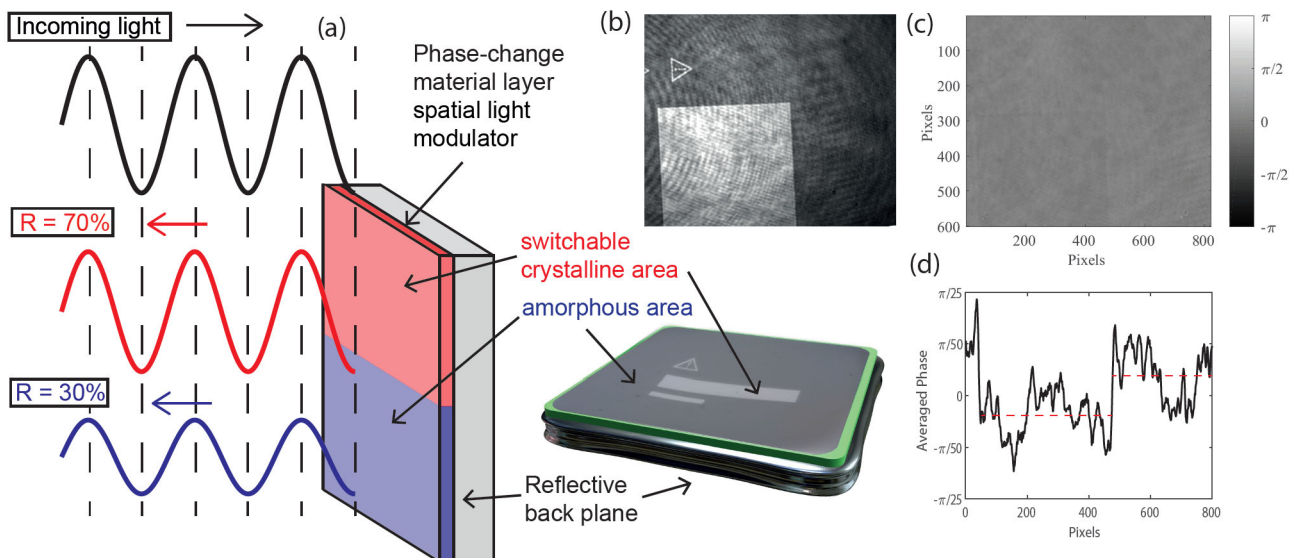 Incoming light
(a)
Phase-change
material layer
spatial light
modulator
R = 70%
switchable
crystalline area
amorphous area
R = 30%
Reflective
back plane
(b)
(c)
100
200
300
400
500
600
Pixels
200 400 600 800
Pixels
π
π/2
0
-π/2
-π
(d)
π/25
π/50
0
-π/50
-π/25
Averaged Phase
0 200 400 600 800
Pixels